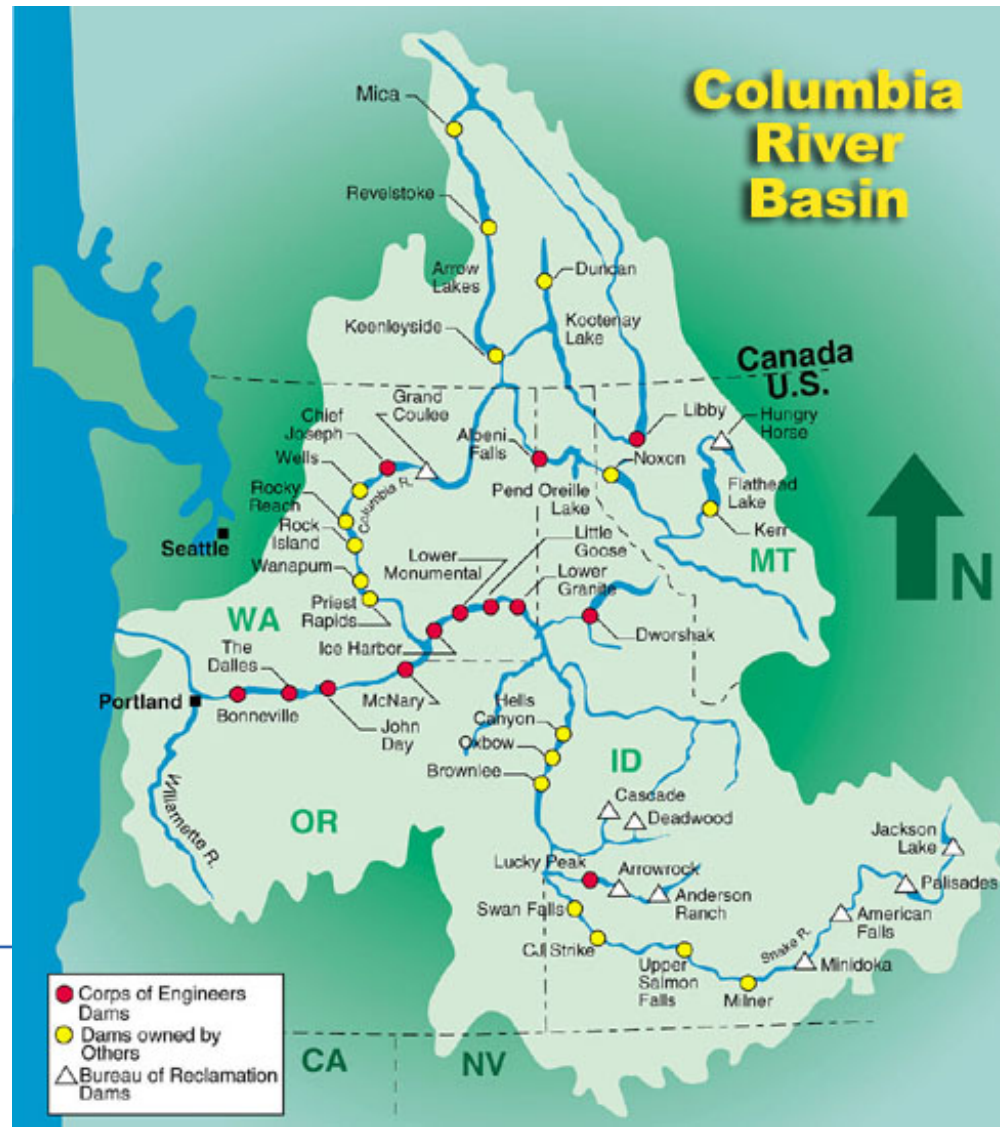 Columbia
River
Basin
Mica
Revelstoke
Arrow
Lakes
Duncan
Kootenay
Lake
Keenleyside
Canada
U.S.
Grand
Coulee
Chief
Joseph
Albeni
Falls
Libby
Hungry
Horse
Wells
Noxon
Columbia R.
Pend Oreille
Lake
Flathead
Lake
Rocky
Reach
Kerr
Rock
Island
Seattle
Little
Goose
Lower
Monumental
MT
N
Wanapum
Lower
Granite
Priest
Rapids
WA
Ice Harbor
Dworshak
The
Dalles
Portland
Bonneville
McNary
John
Day
Hells
Canyon
Oxbow
Brownlee
ID
Cascade
Deadwood
Willamette R.
OR
Jackson
Lake
Lucky Peak
Arrowrock
Anderson
Ranch
Palisades
American
Falls
Swan Falls
CJ Strike
Upper
Salmon
Falls
Snake R.
Minidoka
Milner
Corps of Engineers
Dams
Dams owned by
Others
Bureau of Reclamation
Dams
CA
NV